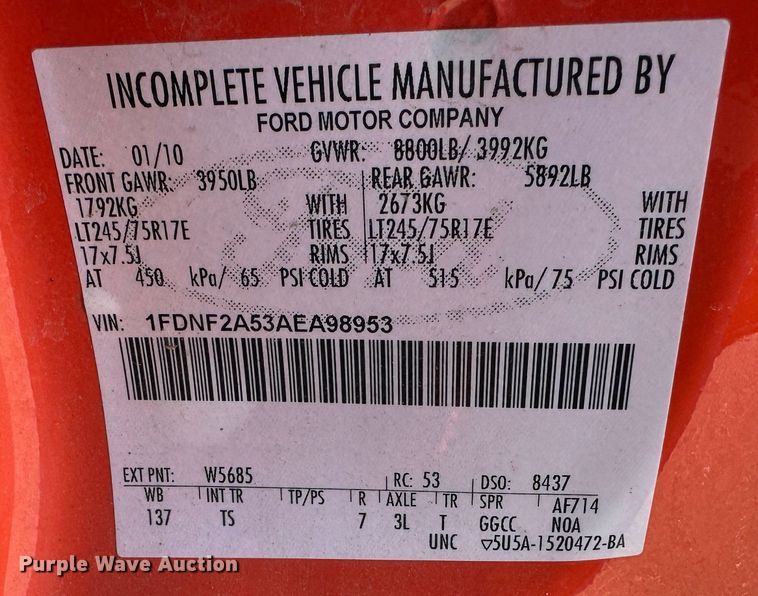 INCOMPLETE VEHICLE MANUFACTURED BY
FORD MOTOR COMPANY
DATE: 01/10 GVWR: 8800LB/ 3992KG
FRONT GAWR: 3950LB REAR GAWR: 5892LB
1792KG WITH 2673KG WITH
LT245/75R17E TIRES LT245/75R17E TIRES
17x7.5J RIMS 17x7.5J RIMS
AT 450 kPa/ 65 PSI COLD AT 515 kPa/ 75 PSI COLD
VIN: 1FDNF2A53AEA98953
EXT PNT: W5685 RC: 53 DSO: 8437
WB INT TR TP/PS R AXLE TR SPR AF714
137 TS 7 3L T GGCC NOA
UNC ▽5U5A-1520472-BA
Purple Wave Auction